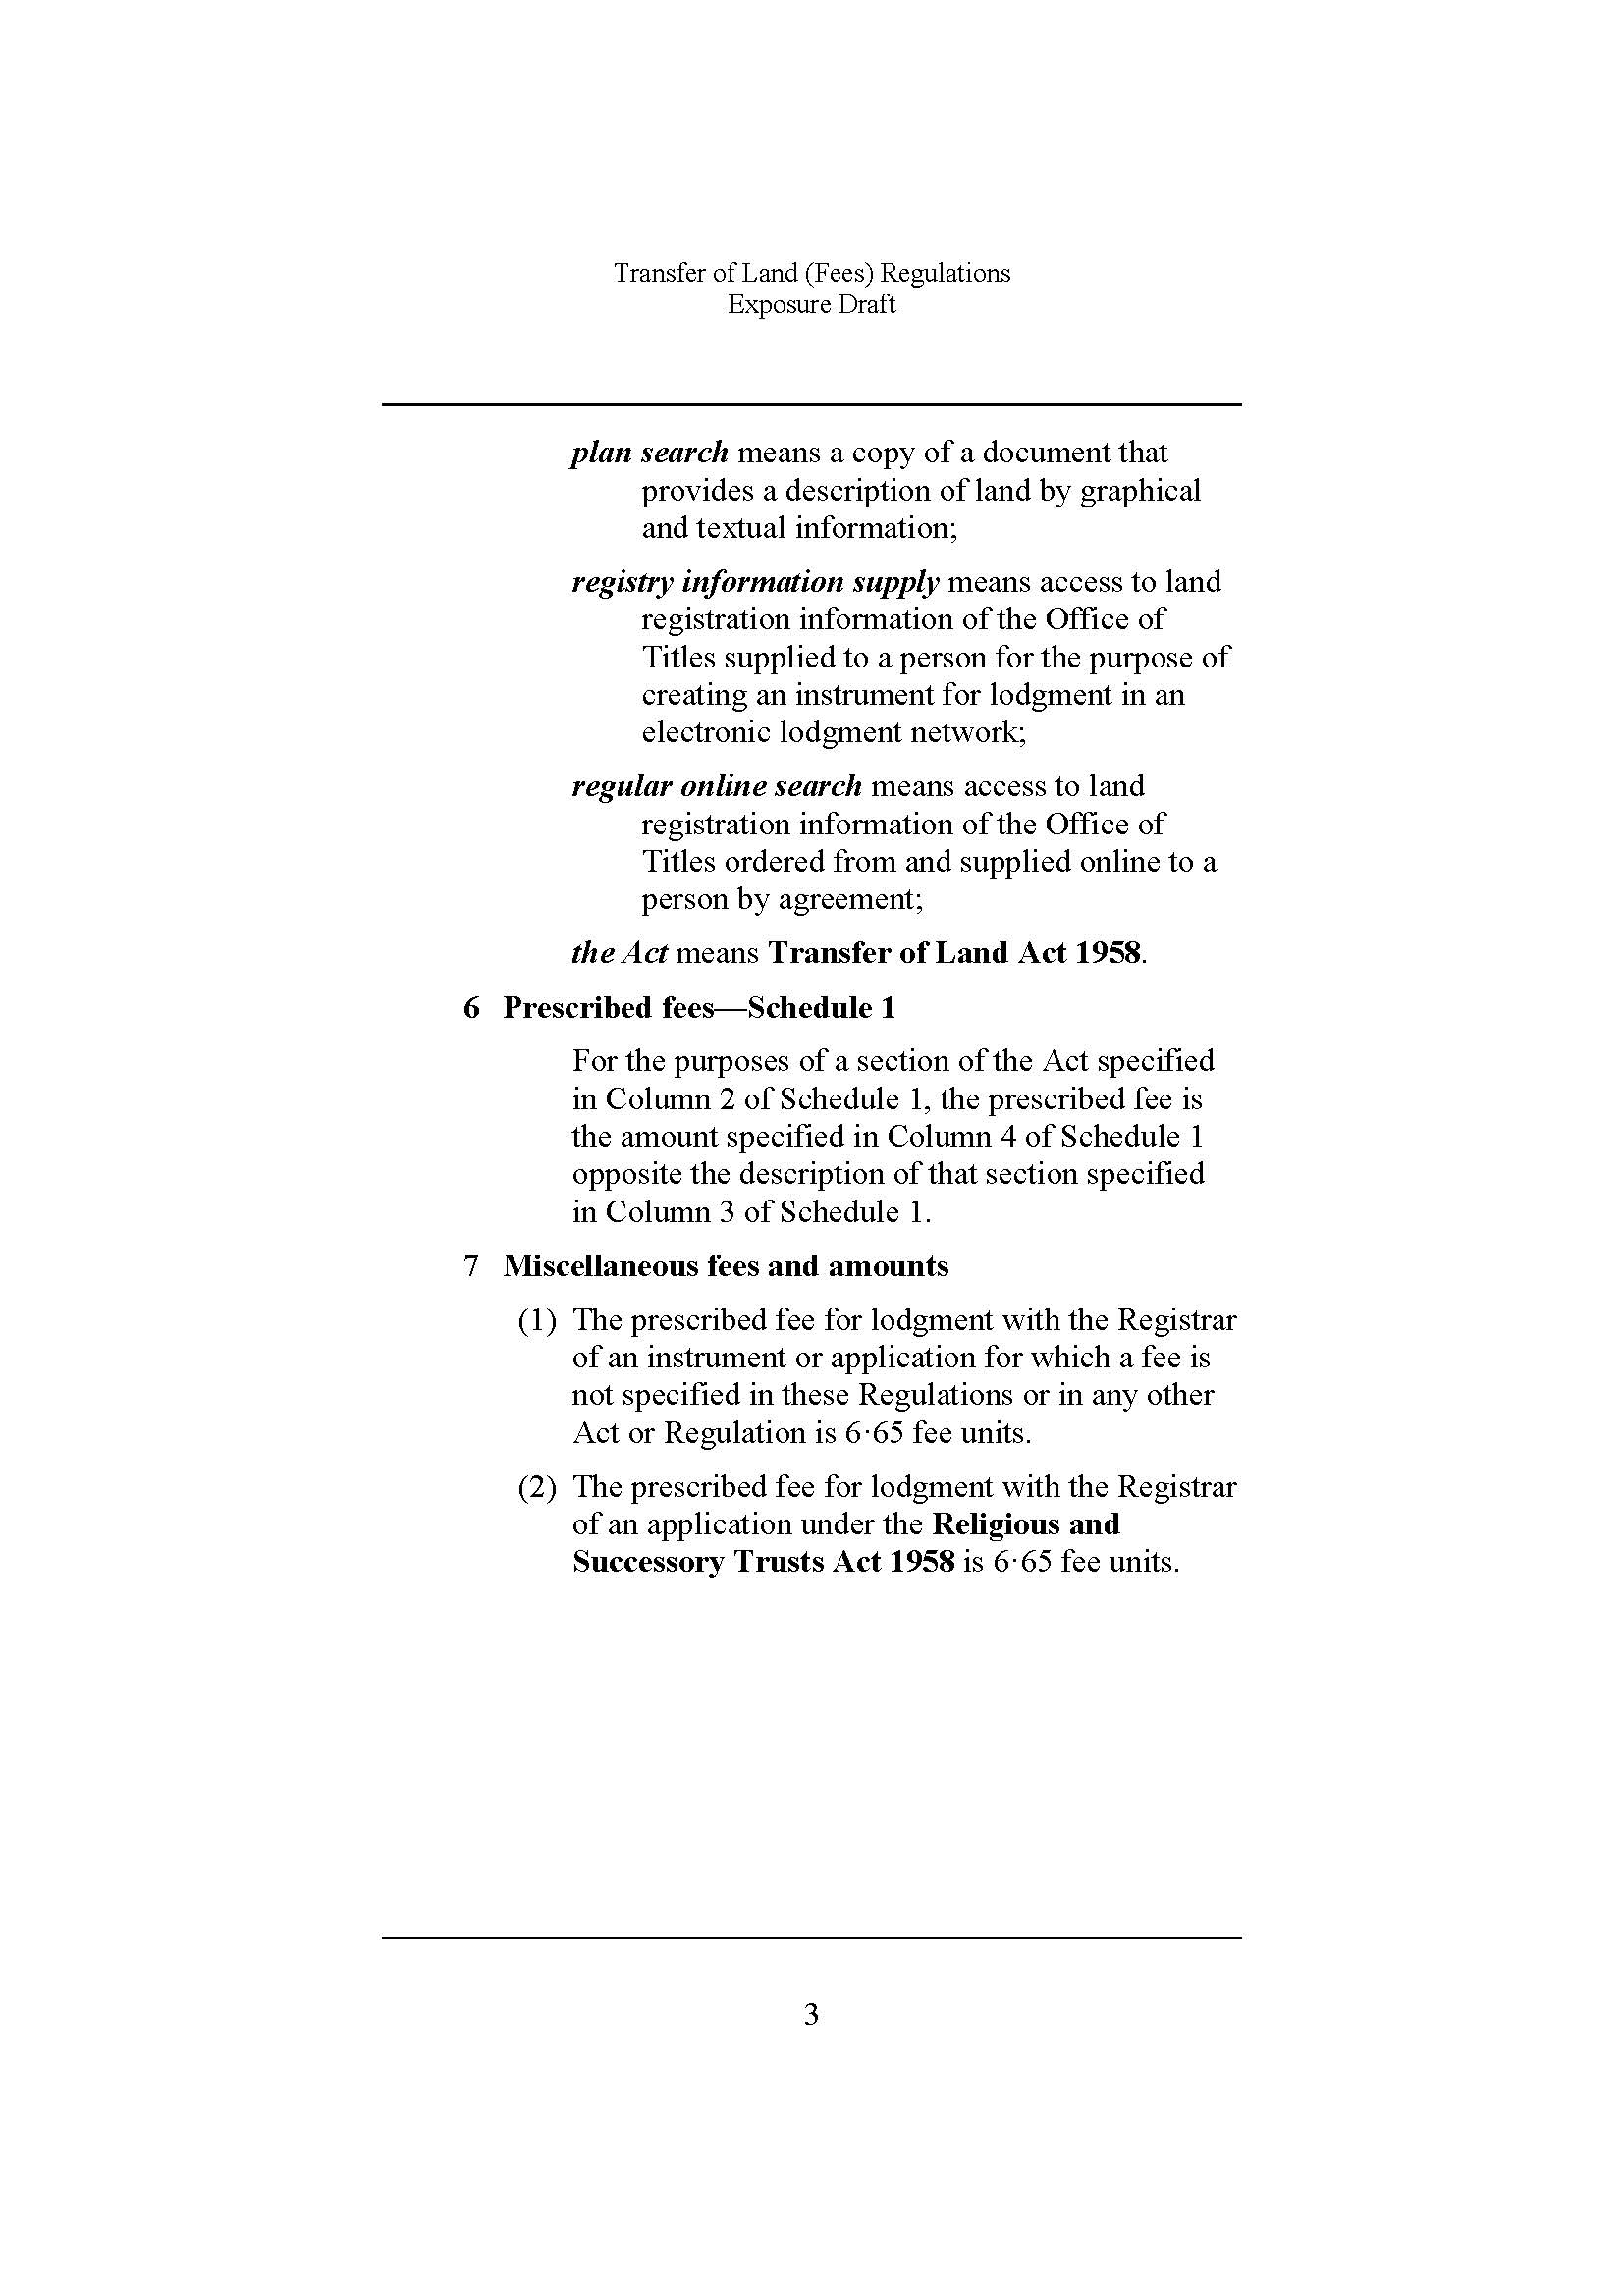 Transfer of Land (Fees) Regulations
Exposure Draft
plan search means a copy of a document that
provides a description of land by graphical
and textual information;
registry information supply means access to land
registration information of the Office of
Titles supplied to a person for the purpose of
creating an instrument for lodgment in an
electronic lodgment network;
regular online search means access to land
registration information of the Office of
Titles ordered from and supplied online to a
person by agreement;
the Act means Transfer of Land Act 1958.
6 Prescribed fees—Schedule 1
For the purposes of a section of the Act specified
in Column 2 of Schedule 1, the prescribed fee is
the amount specified in Column 4 of Schedule 1
opposite the description of that section specified
in Column 3 of Schedule 1.
7 Miscellaneous fees and amounts
(1) The prescribed fee for lodgment with the Registrar
of an instrument or application for which a fee is
not specified in these Regulations or in any other
Act or Regulation is 6·65 fee units.
(2) The prescribed fee for lodgment with the Registrar
of an application under the Religious and
Successory Trusts Act 1958 is 6·65 fee units.
3